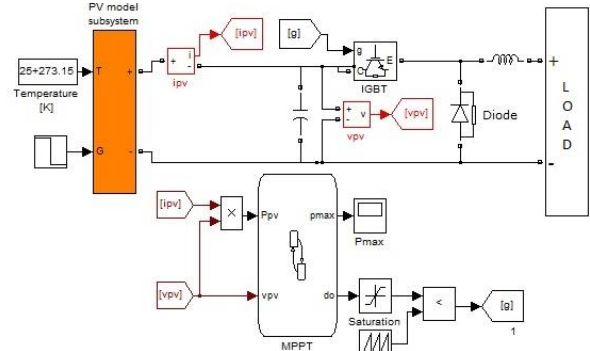 PV model
subsystem
[ipv]
[g]
25+273.15
T
+
Temperature
[K]
+
i
-
ipv
g
C
E
IGBT
+
-
v
vpv
[vpv]
Diode
+
L
O
A
D
-
G
-
[ipv]
×
Ppv
pmax
Pmax
[vpv]
vpv
do
Saturation
<
[g]
1
MPPT